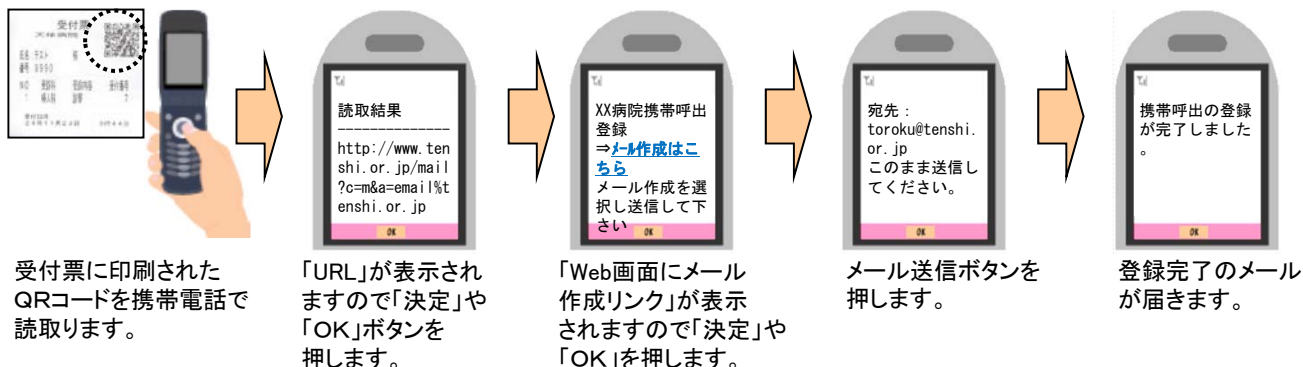 受付票
氏名 テスト 様
番号 9990
読取結果
---------------
http://www.ten
shi.or.jp/mail
?c=m&a=email%t
enshi.or.jp
OK
XX病院携帯呼出
登録
⇒メール作成はこ
ちら
メール作成を選
択し送信して下
さい
OK
宛先:
toroku@tenshi.
or.jp
このまま送信し
てください。
OK
携帯呼出の登録
が完了しました
。
OK
受付票に印刷された
QRコードを携帯電話で
読取ります。
「URL」が表示され
ますので「決定」や
「OK」ボタンを
押します。
「Web画面にメール
作成リンク」が表示
されますので「決定」や
「OK」を押します。
メール送信ボタンを
押します。
登録完了のメール
が届きます。